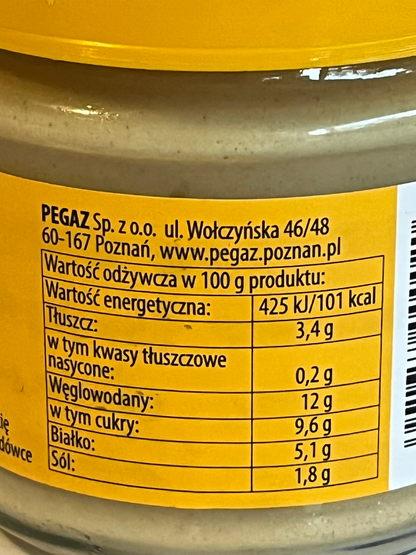 PEGAZ Sp. z o.o. ul. Wołczyńska 46/48
60-167 Poznań, www.pegaz.poznan.pl
Wartość odżywcza w 100 g produktu:
Wartość energetyczna: 425 kJ/101 kcal
Tłuszcz: 3,4 g
w tym kwasy tłuszczowe
nasycone: 0,2 g
Węglowodany: 12 g
w tym cukry: 9,6 g
Białko: 5,1 g
Sól: 1,8 g